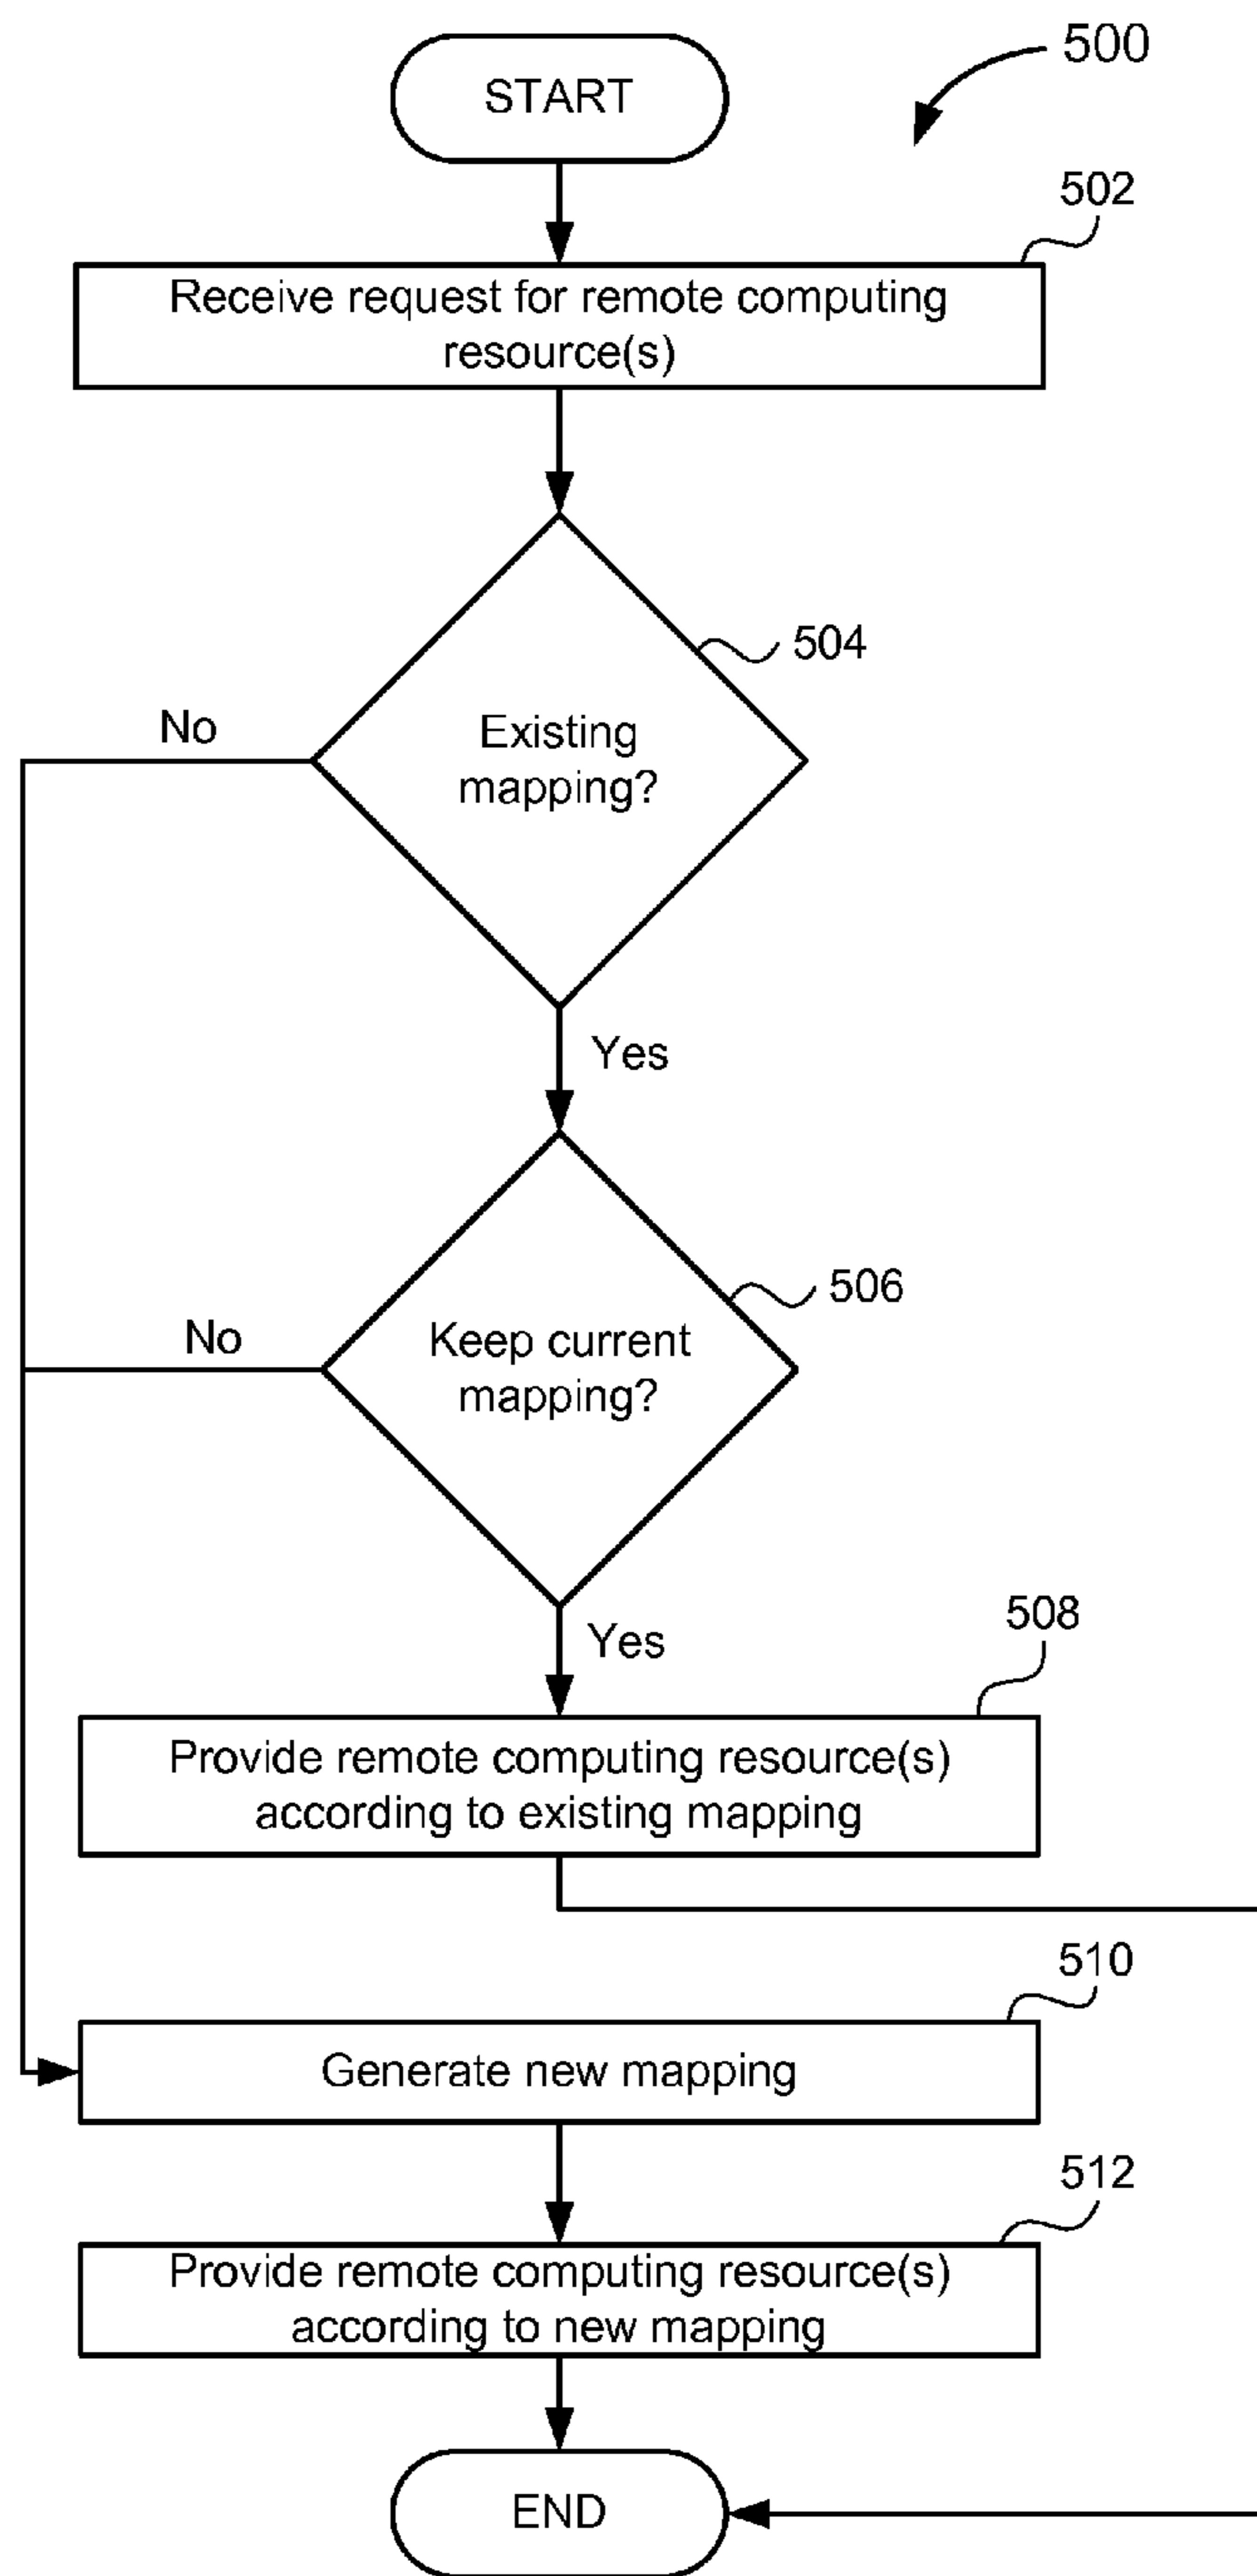 START
500
502
Receive request for remote computing
resource(s)
504
No
Existing
mapping?
Yes
506
No
Keep current
mapping?
Yes
508
Provide remote computing resource(s)
according to existing mapping
510
Generate new mapping
512
Provide remote computing resource(s)
according to new mapping
END